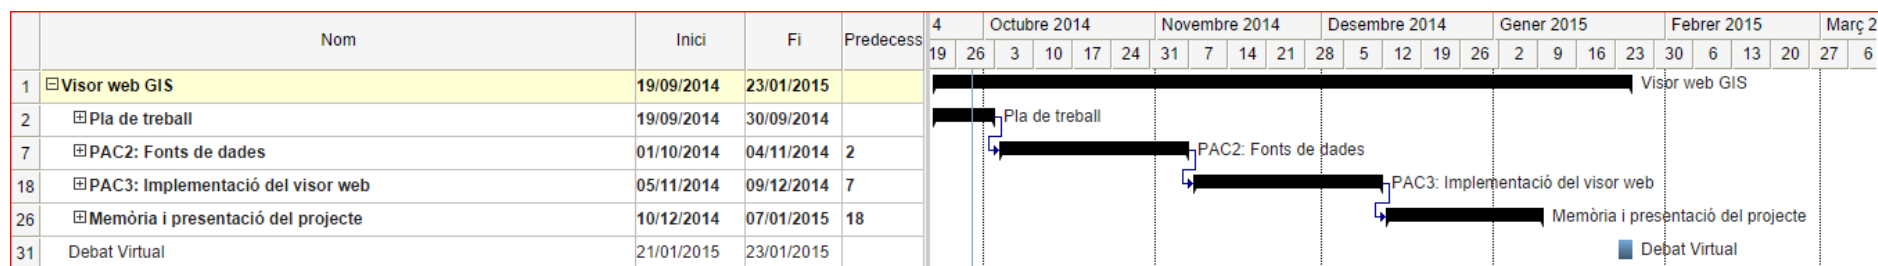 Nom Inici Fi Predecess 4 Octubre 2014 Novembre 2014 Desembre 2014 Gener 2015 Febrer 2015 Març 2
19 26 3 10 17 24 31 7 14 21 28 5 12 19 26 2 9 16 23 30 6 13 20 27 6
1 Visor web GIS 19/09/2014 23/01/2015 Visor web GIS
2 Pla de treball 19/09/2014 30/09/2014 Pla de treball
7 PAC2: Fonts de dades 01/10/2014 04/11/2014 2 PAC2: Fonts de dades
18 PAC3: Implementació del visor web 05/11/2014 09/12/2014 7 PAC3: Implementació del visor web
26 Memòria i presentació del projecte 10/12/2014 07/01/2015 18 Memòria i presentació del projecte
31 Debat Virtual 21/01/2015 23/01/2015 Debat Virtual